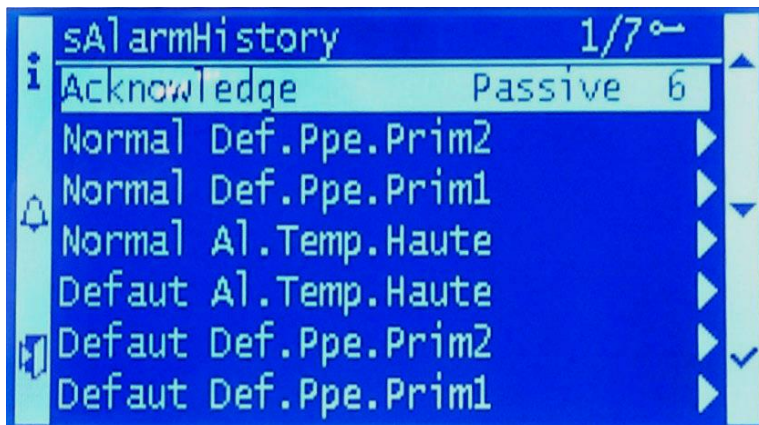 sAlarmHistory 1/7
Acknowledge Passive 6
Normal Def.Ppe.Prim2
Normal Def.Ppe.Prim1
Normal Al.Temp.Haute
Defaut Al.Temp.Haute
Defaut Def.Ppe.Prim2
Defaut Def.Ppe.Prim1